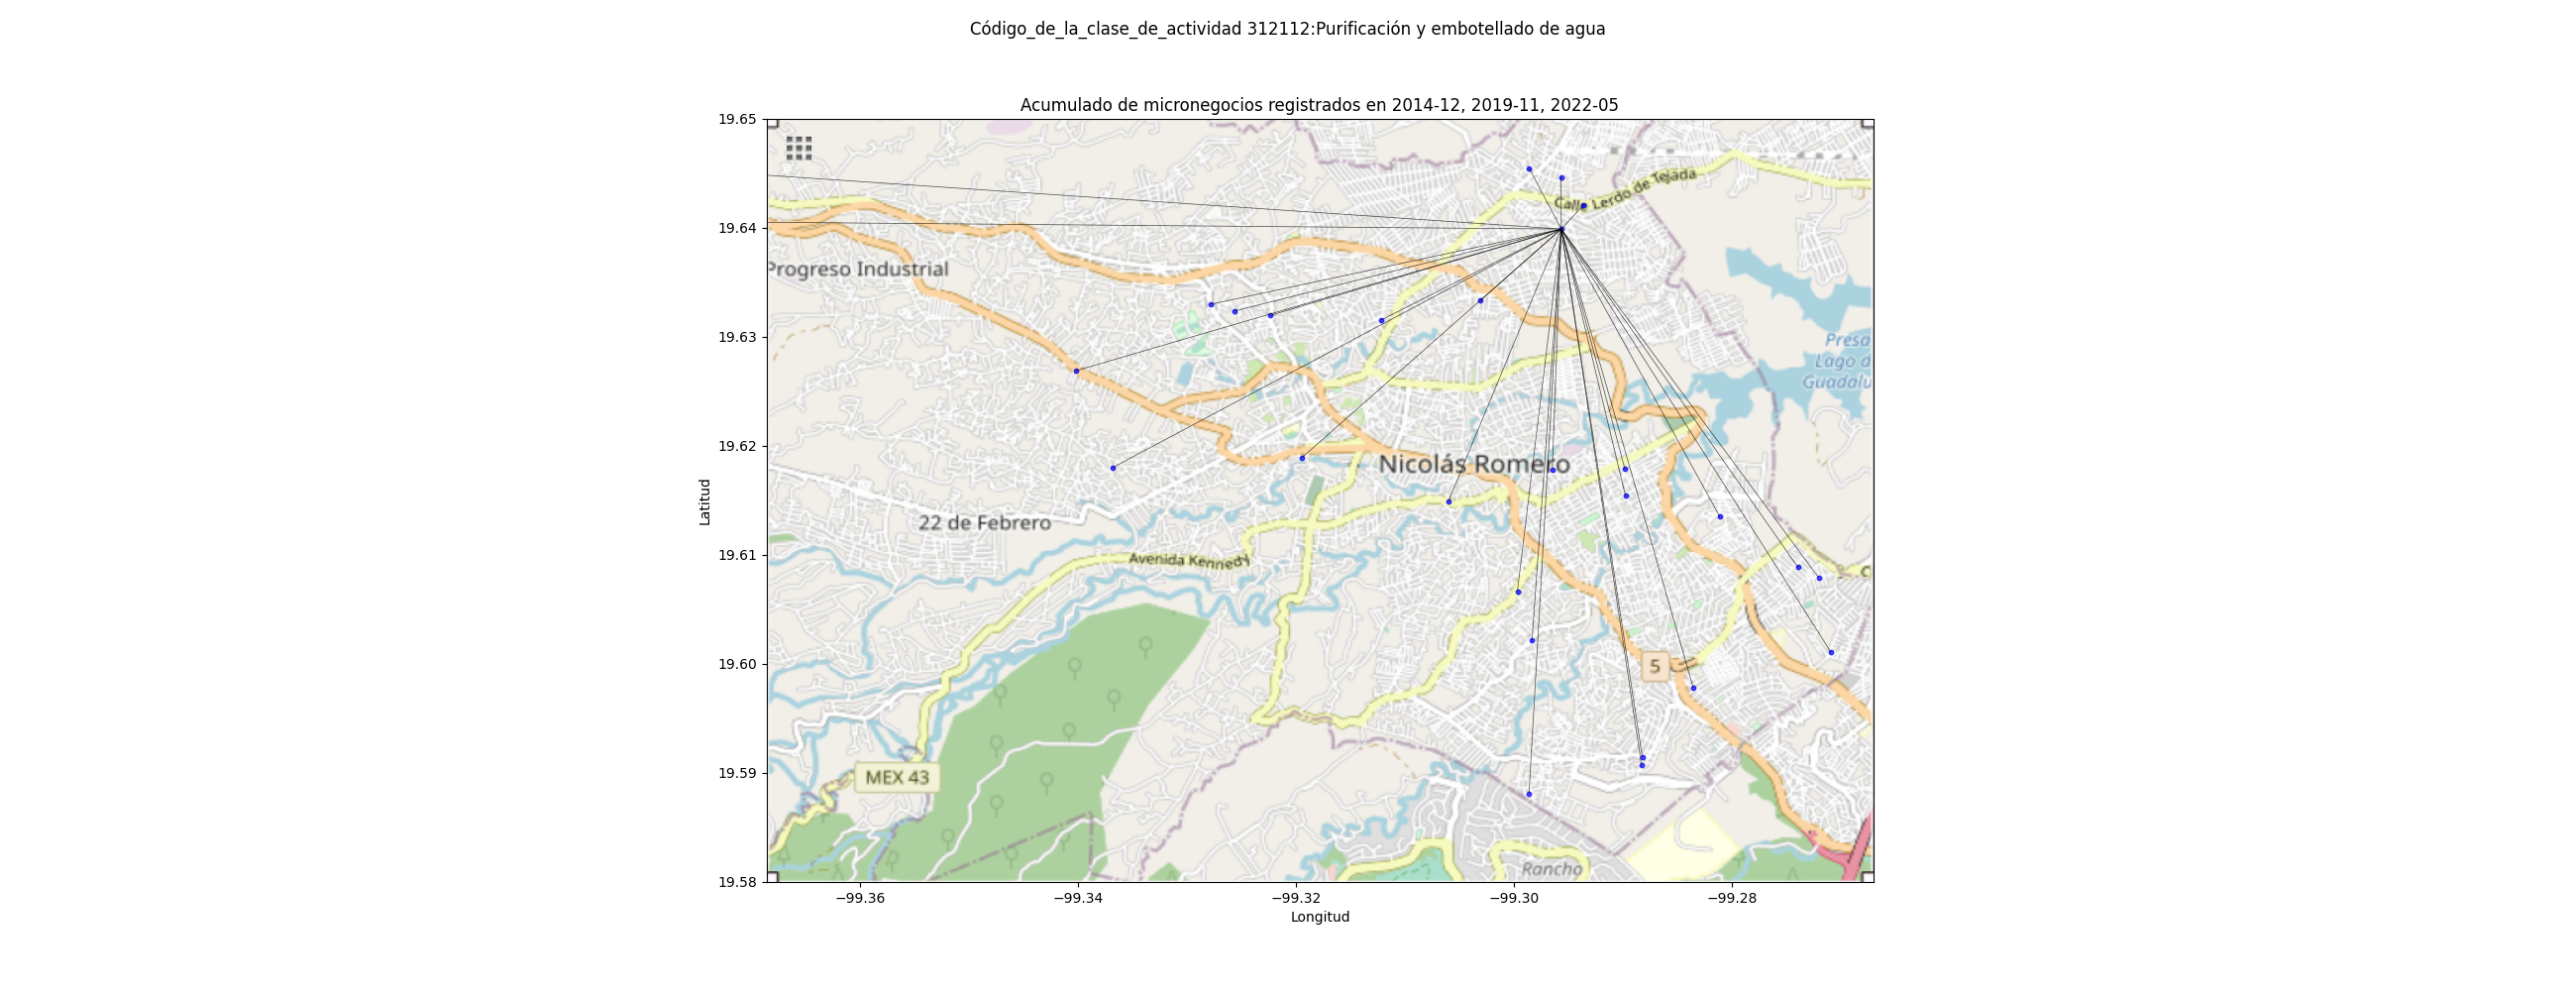 Código_de_la_clase_de_actividad 312112:Purificación y embotellado de agua
Acumulado de micronegocios registrados en 2014-12, 2019-11, 2022-05
19.65
Calle Lerdo de Tejada
19.64
Progreso Industrial
19.63
Presa
Lago d
Guadalu
19.62
Nicolás Romero
Latitud
22 de Febrero
19.61
Avenida Kennedy
C
19.60
5
19.59
MEX 43
Rancho
19.58
−99.36
−99.34
−99.32
−99.30
−99.28
Longitud